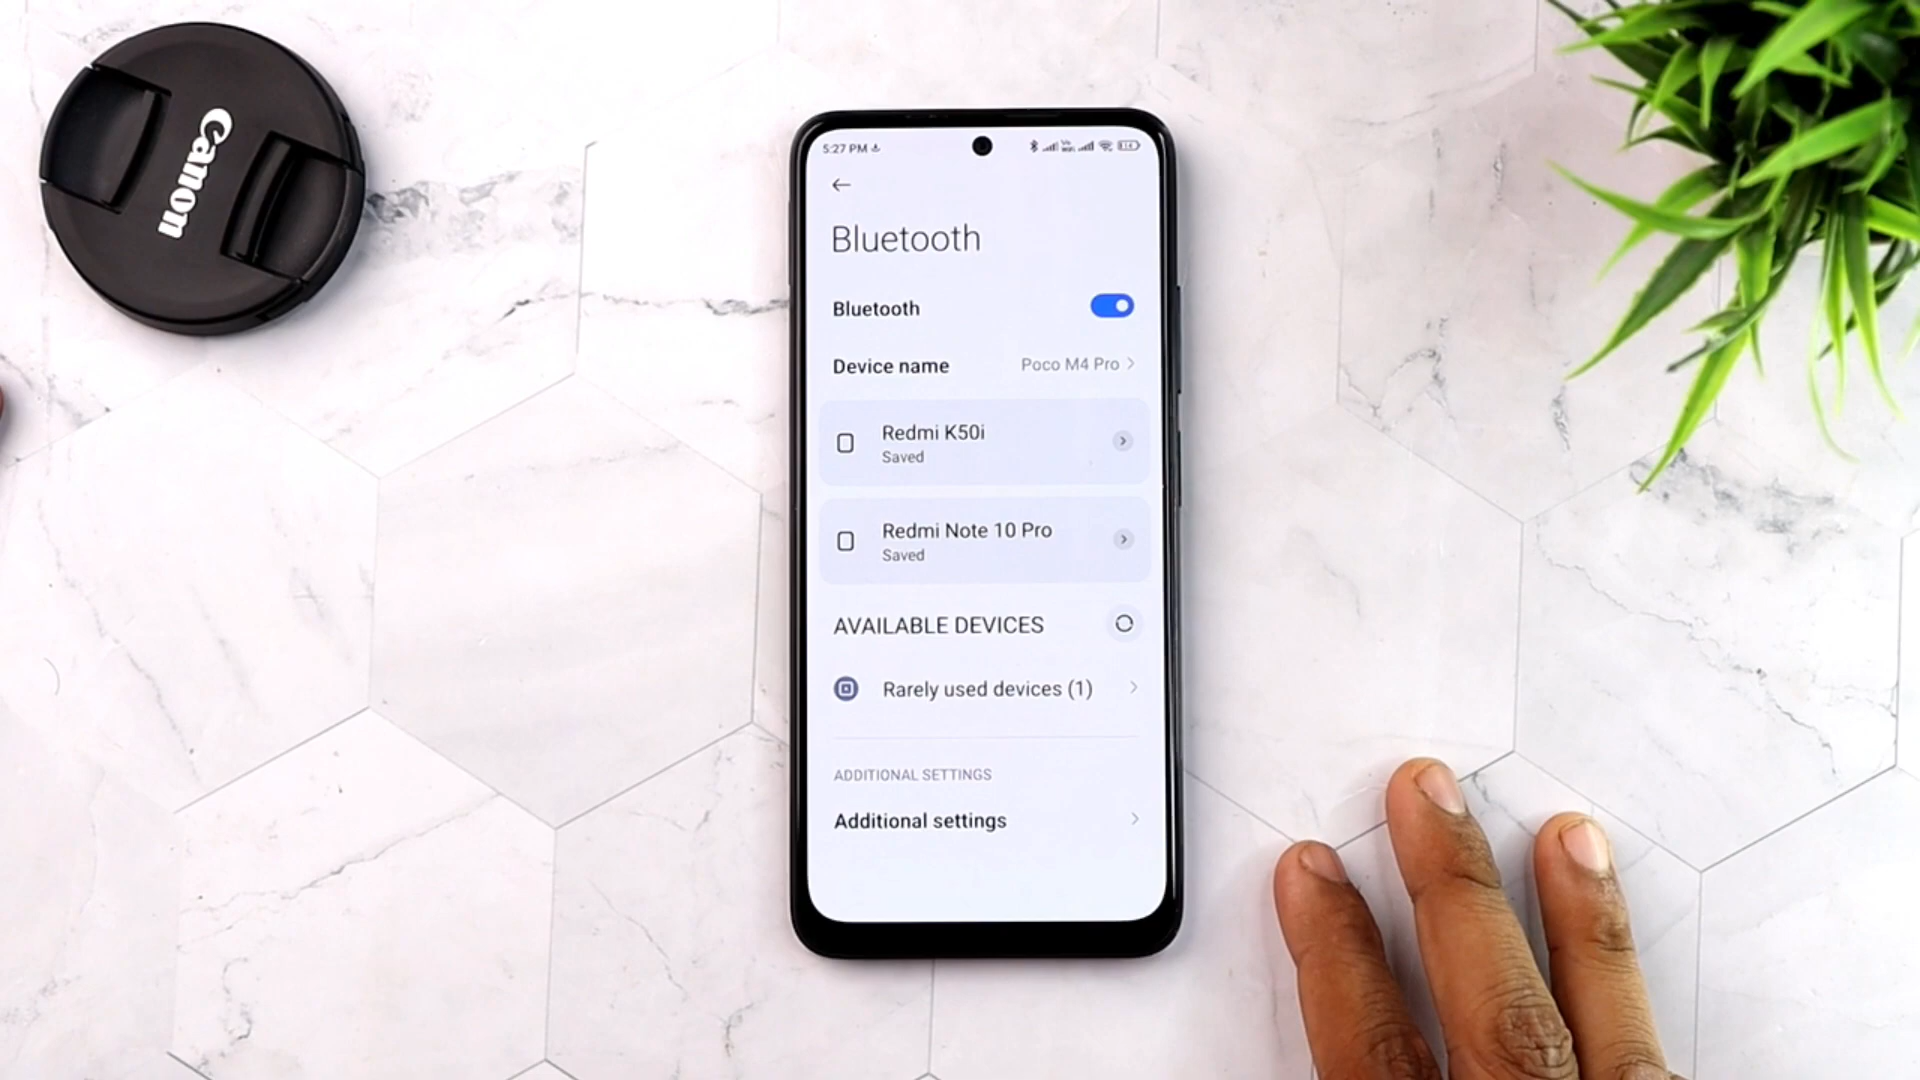 Canon
5:27 PM
Bluetooth
Bluetooth
Device name Poco M4 Pro
Redmi K50i
Saved
Redmi Note 10 Pro
Saved
AVAILABLE DEVICES
Rarely used devices (1)
ADDITIONAL SETTINGS
Additional settings